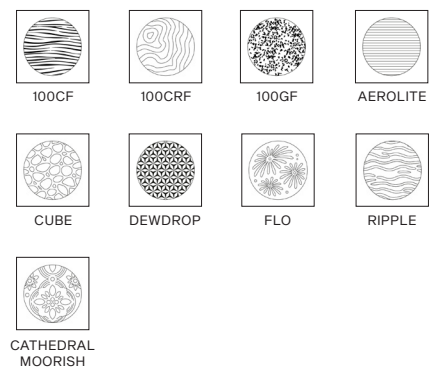 100CF
100CRF
100GF
AEROLITE
CUBE
DEWDROP
FLO
RIPPLE
CATHEDRAL
MOORISH